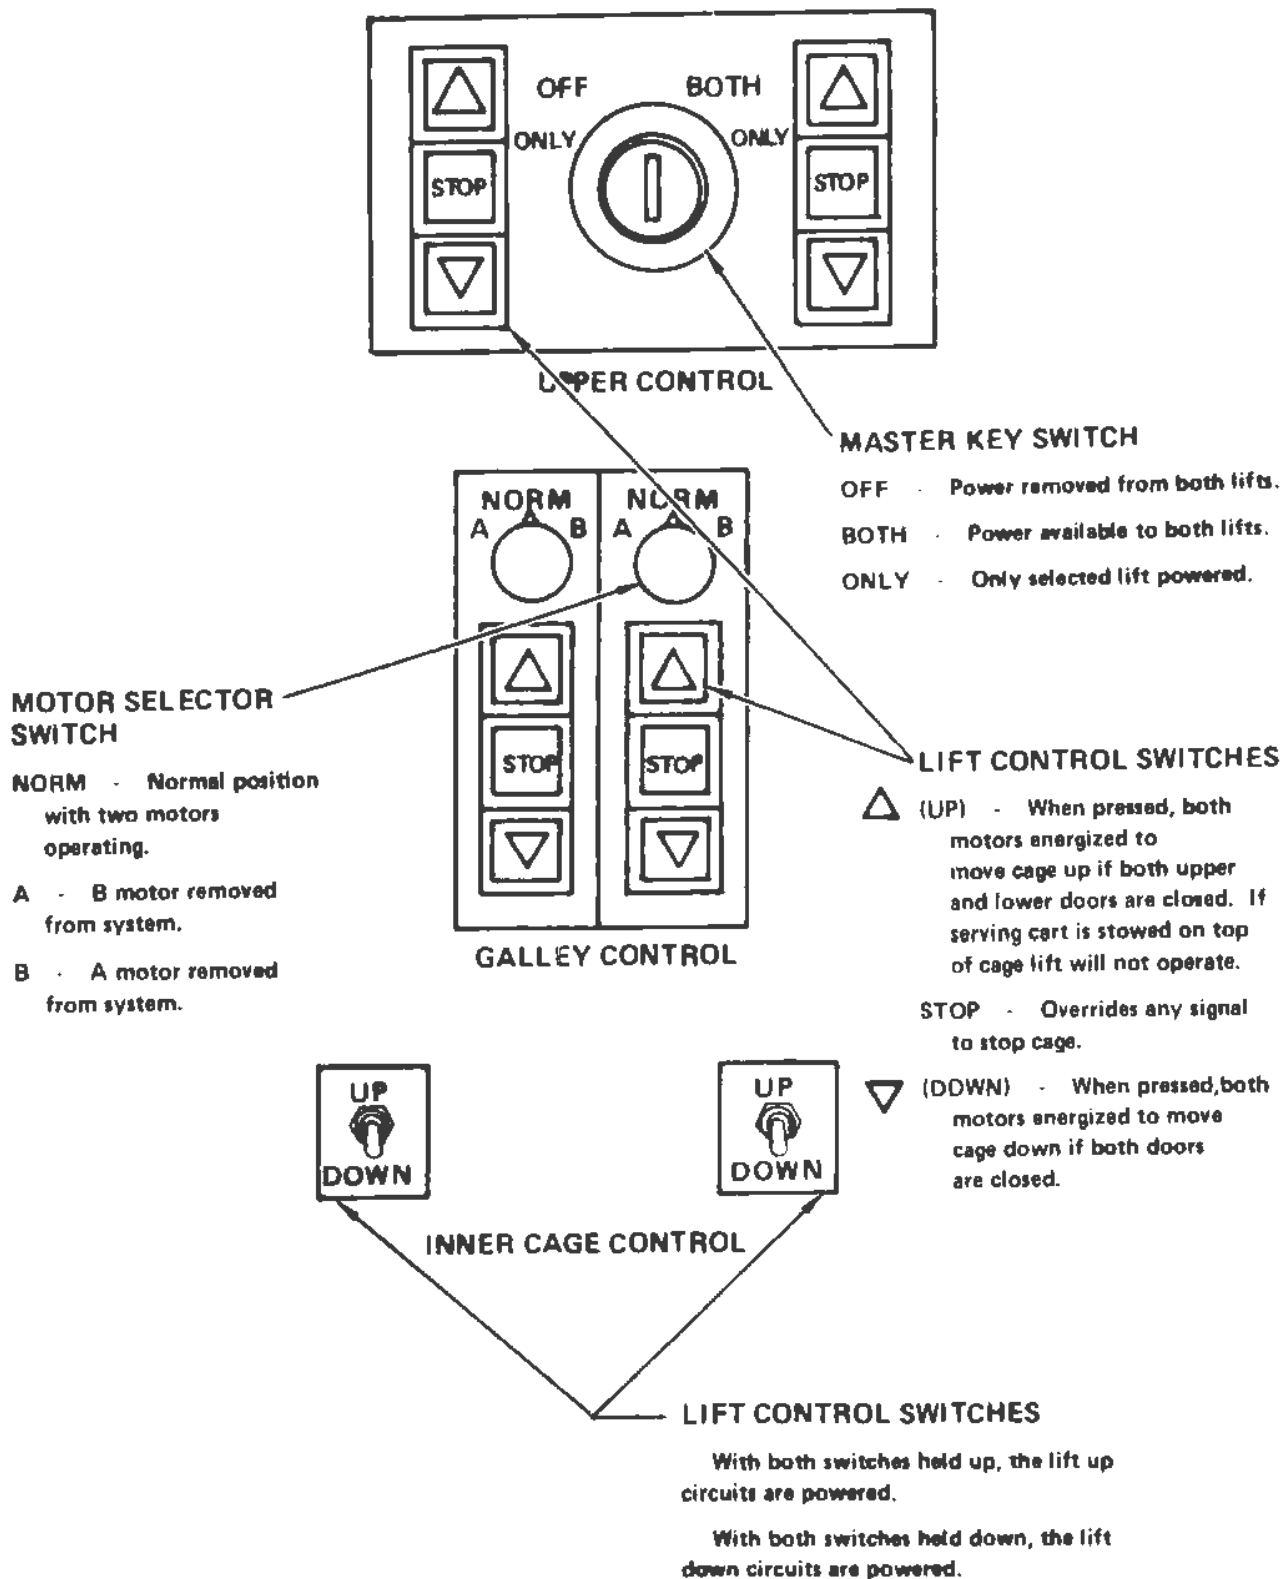 OFF BOTH
ONLY ONLY
STOP STOP
UPPER CONTROL
MASTER KEY SWITCH
OFF - Power removed from both lifts.
BOTH - Power available to both lifts.
ONLY - Only selected lift powered.
NORM NORM
A B A B
STOP STOP
GALLEY CONTROL
MOTOR SELECTOR
SWITCH
NORM - Normal position
with two motors
operating.
A - B motor removed
from system.
B - A motor removed
from system.
LIFT CONTROL SWITCHES
(UP) - When pressed, both
motors energized to
move cage up if both upper
and lower doors are closed. If
serving cart is stowed on top
of cage lift will not operate.
STOP - Overrides any signal
to stop cage.
(DOWN) - When pressed, both
motors energized to move
cage down if both doors
are closed.
UP UP
DOWN DOWN
INNER CAGE CONTROL
LIFT CONTROL SWITCHES
With both switches held up, the lift up
circuits are powered.
With both switches held down, the lift
down circuits are powered.